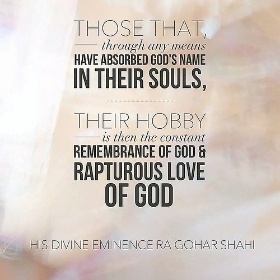 THOSE THAT,
through any means
HAVE ABSORBED GOD'S NAME
IN THEIR SOULS,
THEIR HOBBY
is then the constant
REMEMBRANCE OF GOD &
RAPTUROUS LOVE
OF GOD
HIS DIVINE EMINENCE RA GOHAR SHAHI